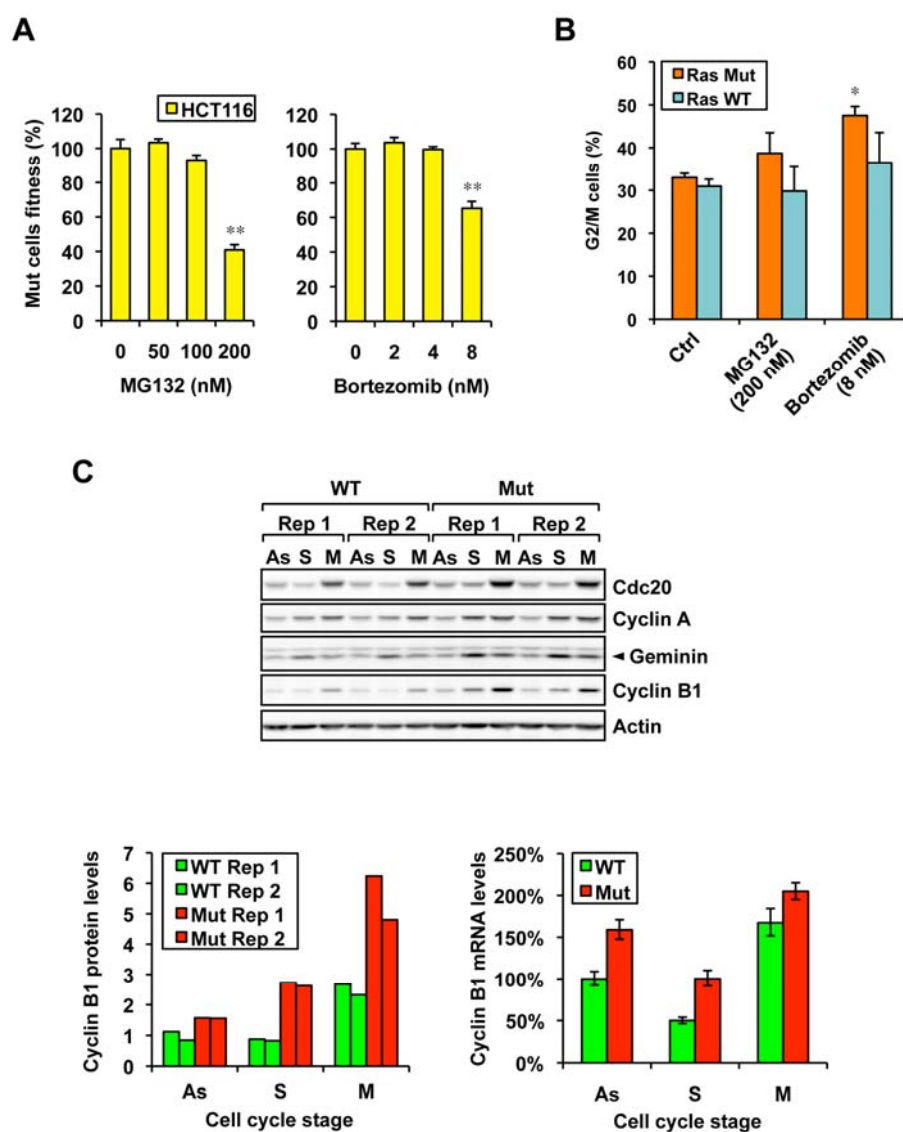 A
HCT116
Mut cells fitness (%)
120
100
80
60
40
20
0
**
0 50 100 200
MG132 (nM)
120
100
80
60
40
20
0
**
0 2 4 8
Bortezomib (nM)
B
Ras Mut
Ras WT
G2/M cells (%)
60
50
40
30
20
10
0
*
Ctrl
MG132
(200 nM)
Bortezomib
(8 nM)
C
WT Mut
Rep 1 Rep 2 Rep 1 Rep 2
As S M As S M As S M As S M
Cdc20
Cyclin A
Geminin
Cyclin B1
Actin
WT Rep 1
WT Rep 2
Mut Rep 1
Mut Rep 2
Cyclin B1 protein levels
7
6
5
4
3
2
1
0
As S M
Cell cycle stage
WT
Mut
Cyclin B1 mRNA levels
250%
200%
150%
100%
50%
0%
As S M
Cell cycle stage